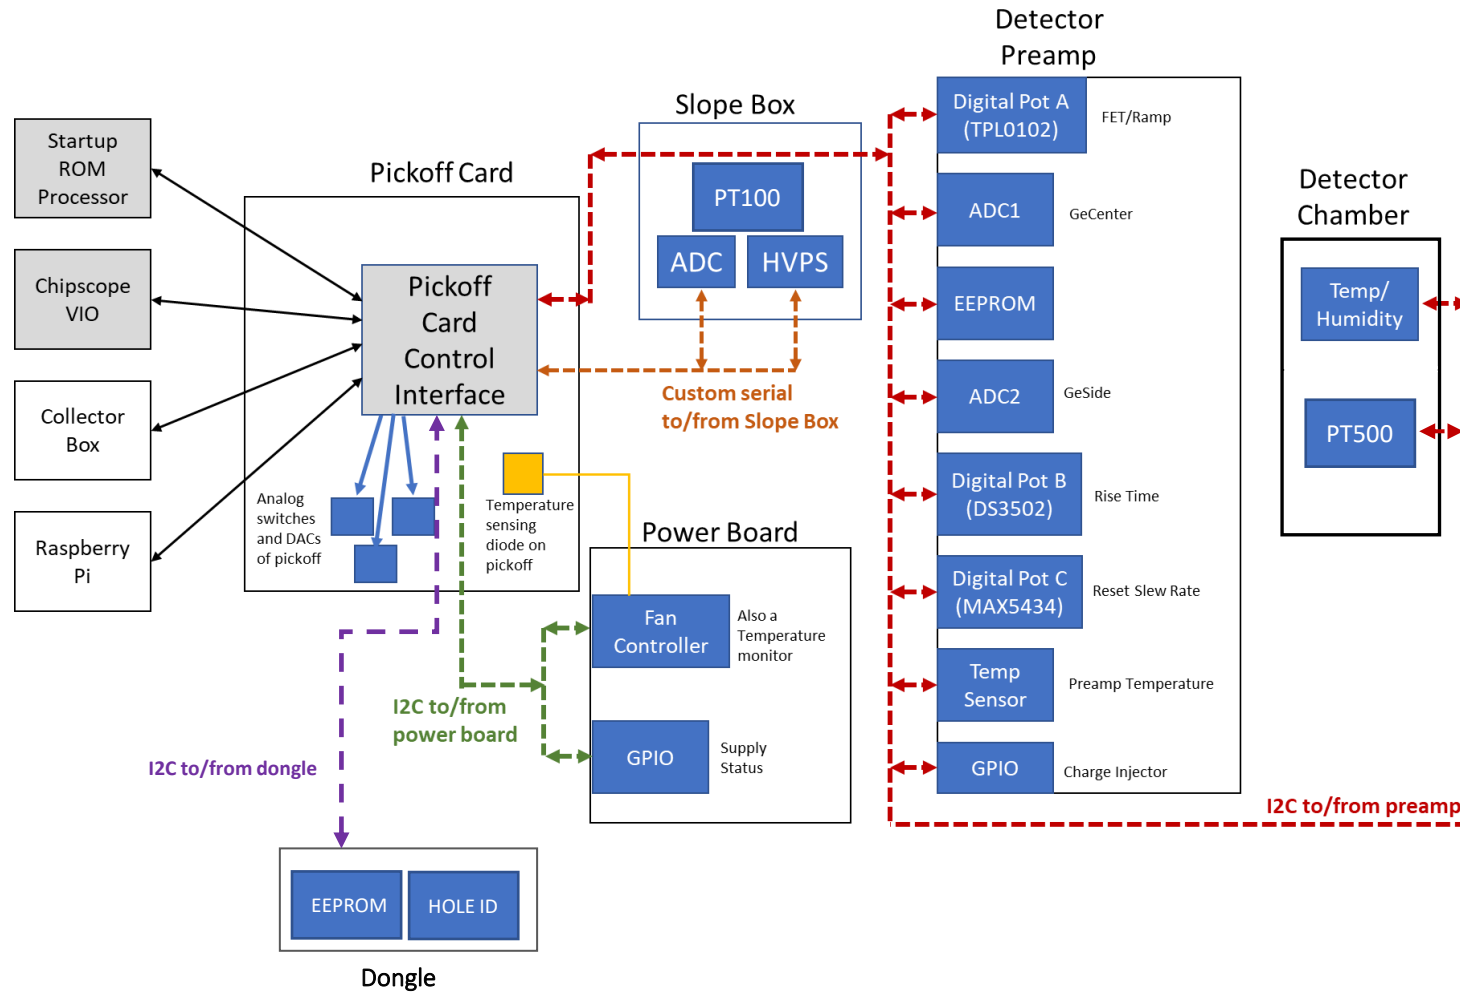 Detector
Preamp
Slope Box
Pickoff Card
Detector
Chamber
Startup
ROM
Processor
Chipscope
VIO
Collector
Box
Raspberry
Pi
Pickoff
Card
Control
Interface
Analog
switches
and DACs
of pickoff
Temperature
sensing
diode on
pickoff
PT100
ADC
HVPS
Custom serial
to/from Slope Box
Power Board
Fan
Controller
Also a
Temperature
monitor
GPIO
Supply
Status
I2C to/from
power board
I2C to/from dongle
EEPROM
HOLE ID
Dongle
Digital Pot A
(TPL0102)
FET/Ramp
ADC1
GeCenter
EEPROM
ADC2
GeSide
Digital Pot B
(DS3502)
Rise Time
Digital Pot C
(MAX5434)
Reset Slew Rate
Temp
Sensor
Preamp Temperature
GPIO
Charge Injector
I2C to/from preamp
Temp/
Humidity
PT500